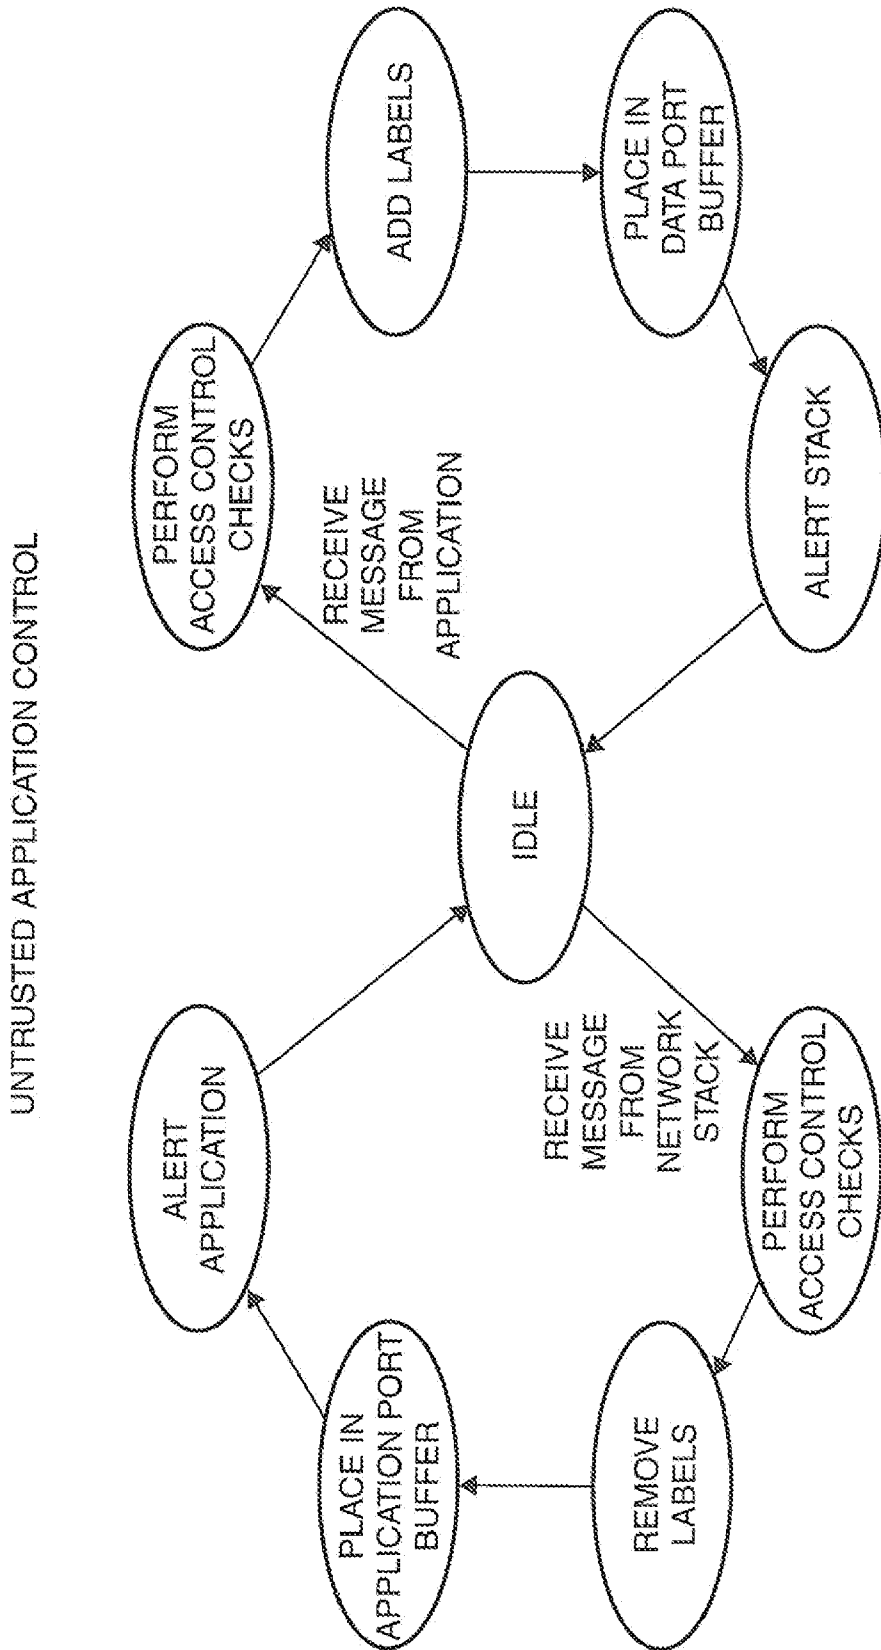 UNTRUSTED APPLICATION CONTROL
ALERT
APPLICATION
PERFORM
ACCESS CONTROL
CHECKS
PLACE IN
APPLICATION PORT
BUFFER
RECEIVE
MESSAGE
FROM
APPLICATION
ADD LABELS
IDLE
RECEIVE
MESSAGE
FROM
NETWORK
STACK
REMOVE
LABELS
PLACE IN
DATA PORT
BUFFER
PERFORM
ACCESS CONTROL
CHECKS
ALERT STACK